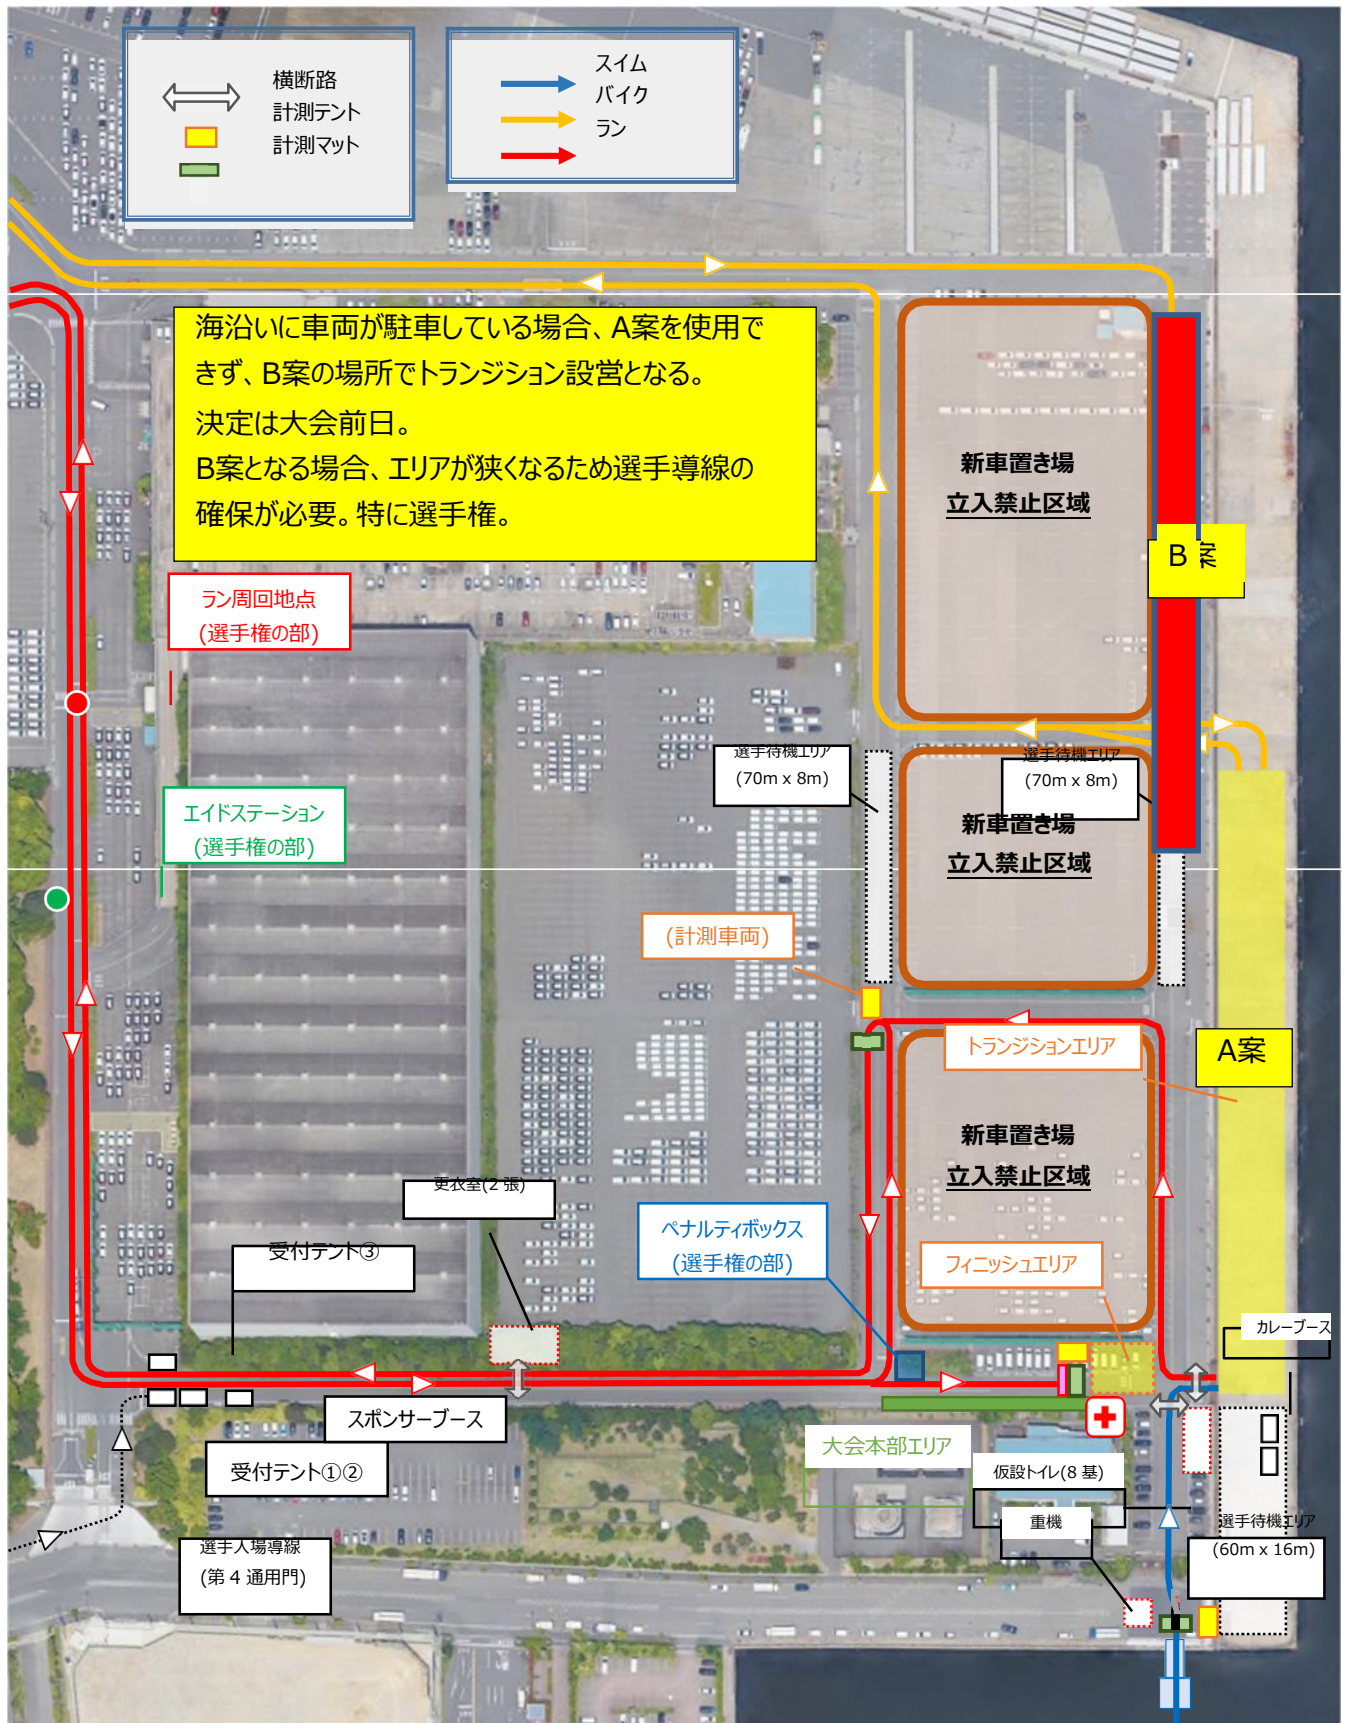 横断路
計測テント
計測マット
スイム
バイク
ラン
海沿いに車両が駐車している場合、A案を使用で
きず、B案の場所でトランジション設営となる。
決定は大会前日。
B案となる場合、エリアが狭くなるため選手導線の
確保が必要。特に選手権。
新車置き場
立入禁止区域
B案
ラン周回地点
(選手権の部)
選手待機エリア
(70m x 8m)
選手待機エリア
(70m x 8m)
エイドステーション
(選手権の部)
新車置き場
立入禁止区域
(計測車両)
トランジションエリア
A案
新車置き場
立入禁止区域
更衣室(2 張)
受付テント③
ペナルティボックス
(選手権の部)
フィニッシュエリア
カレーブース
スポンサーブース
受付テント①②
大会本部エリア
仮設トイレ(8 基)
重機
選手待機エリア
(60m x 16m)
選手入場導線
(第 4 通用門)